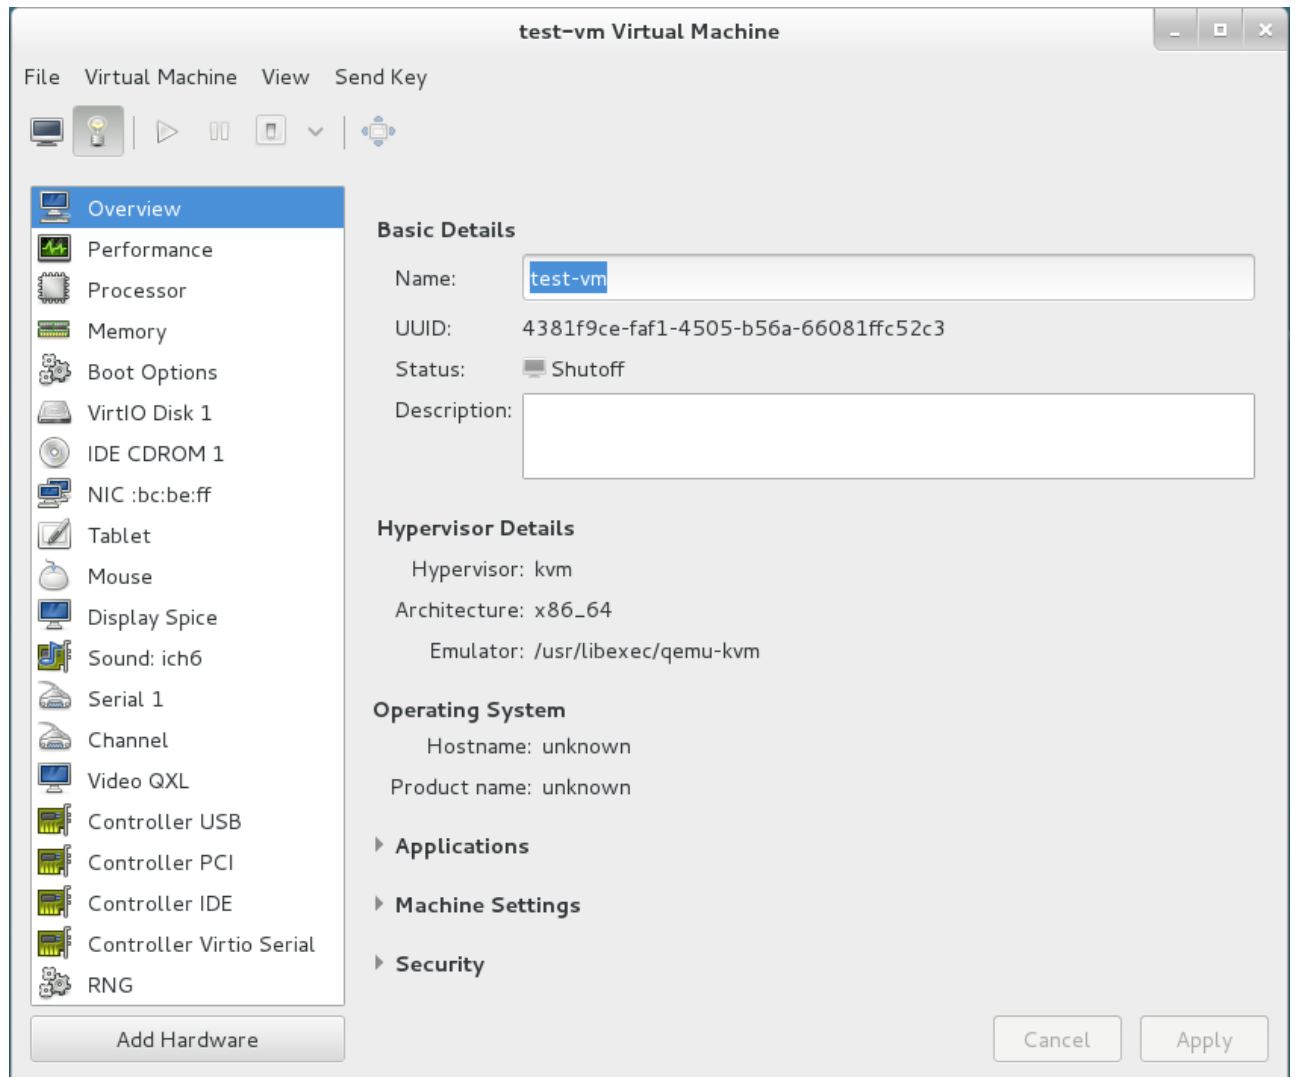 test-vm Virtual Machine
File Virtual Machine View Send Key
Overview
Performance
Processor
Memory
Boot Options
VirtIO Disk 1
IDE CDROM 1
NIC :bc:be:ff
Tablet
Mouse
Display Spice
Sound: ich6
Serial 1
Channel
Video QXL
Controller USB
Controller PCI
Controller IDE
Controller Virtio Serial
RNG
Add Hardware
Basic Details
Name: test-vm
UUID: 4381f9ce-faf1-4505-b56a-66081ffc52c3
Status: Shutoff
Description:
Hypervisor Details
Hypervisor: kvm
Architecture: x86_64
Emulator: /usr/libexec/qemu-kvm
Operating System
Hostname: unknown
Product name: unknown
Applications
Machine Settings
Security
Cancel Apply